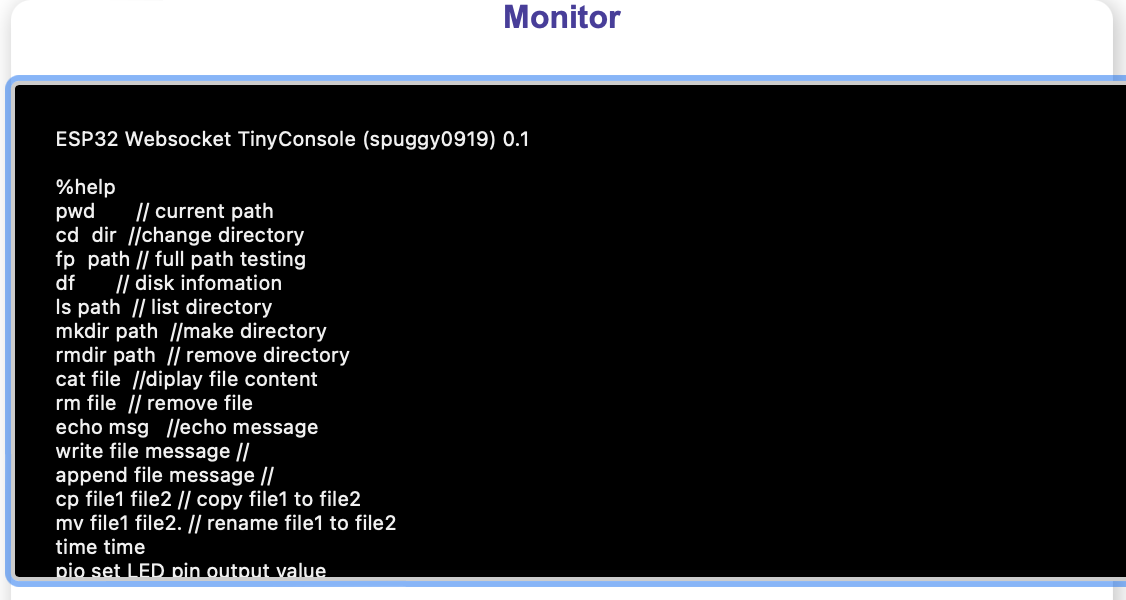 Monitor
ESP32 Websocket TinyConsole (spuggy0919) 0.1
%help
pwd // current path
cd dir //change directory
fp path // full path testing
df // disk infomation
ls path // list directory
mkdir path //make directory
rmdir path // remove directory
cat file //diplay file content
rm file // remove file
echo msg //echo message
write file message //
append file message //
cp file1 file2 // copy file1 to file2
mv file1 file2. // rename file1 to file2
time time
pio set LED pin output value